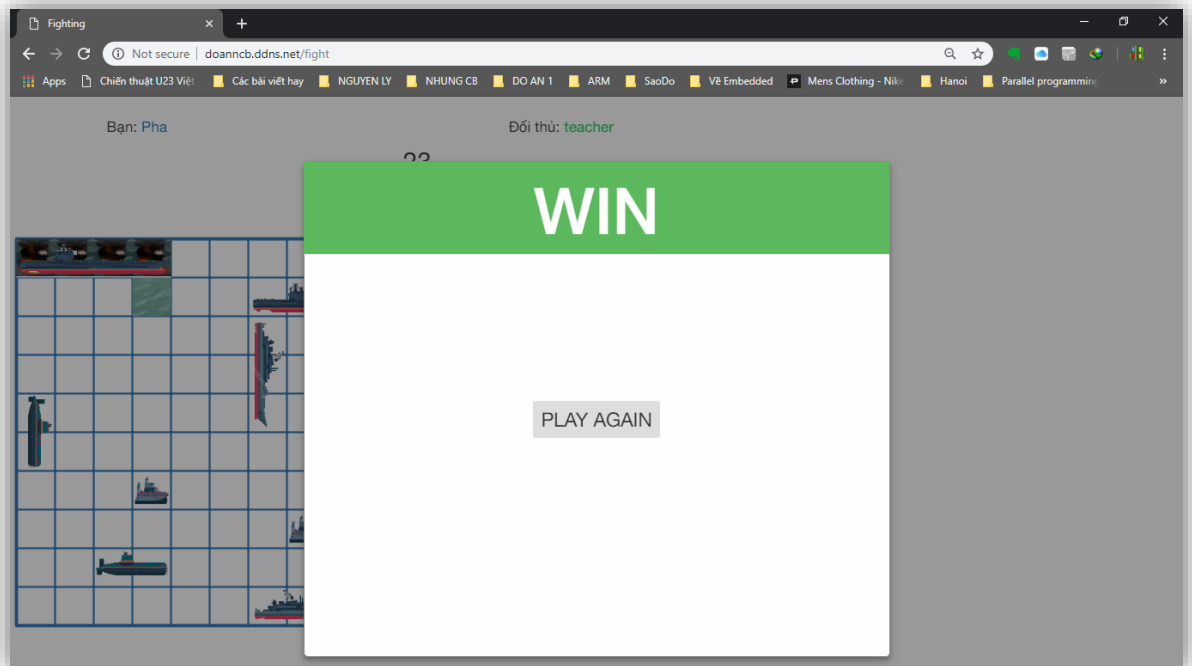 Fighting
Not secure | doanncb.ddns.net/fight
Apps Chiến thuật U23 Việt Các bài viết hay NGUYEN LY NHUNG CB DO AN 1 ARM SaoDo Vẽ Embedded Mens Clothing - Nike Hanoi Parallel programming »
Bạn: Pha Đối thủ: teacher
23
WIN
PLAY AGAIN